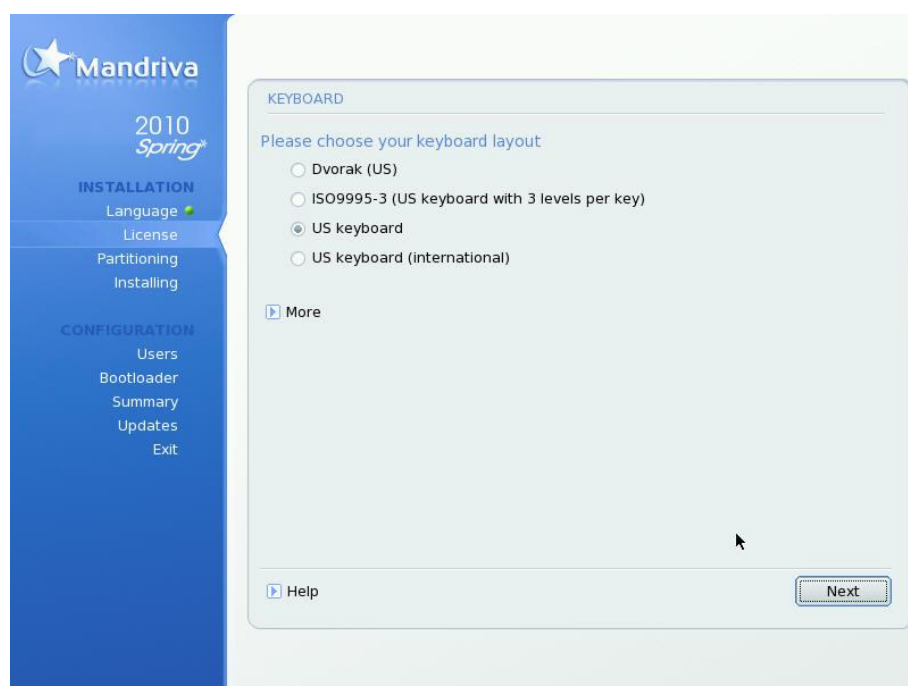 Mandriva
2010
Spring*
INSTALLATION
Language
License
Partitioning
Installing
CONFIGURATION
Users
Bootloader
Summary
Updates
Exit
KEYBOARD
Please choose your keyboard layout
Dvorak (US)
ISO9995-3 (US keyboard with 3 levels per key)
US keyboard
US keyboard (international)
More
Help
Next